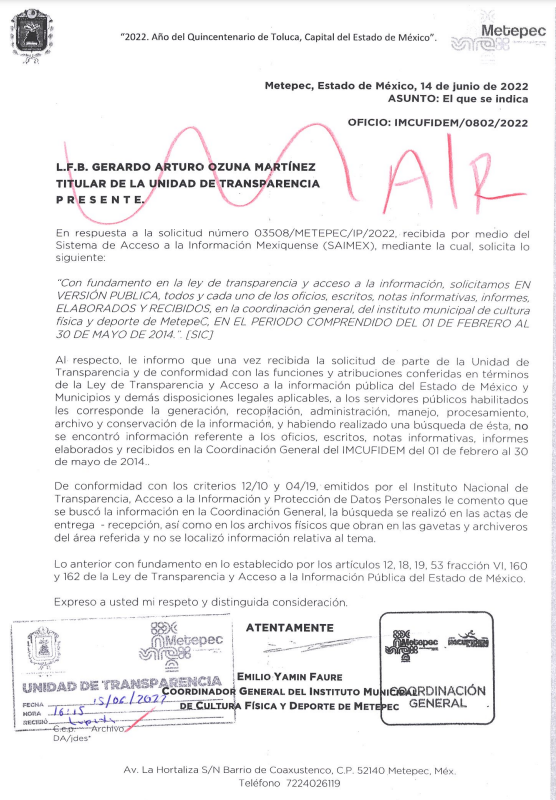 "2022. Año del Quincentenario de Toluca, Capital del Estado de México".
Metepec
Metepec, Estado de México, 14 de junio de 2022
ASUNTO: El que se indica
OFICIO: IMCUFIDEM/0802/2022
L.F.B. GERARDO ARTURO OZUNA MARTÍNEZ
TITULAR DE LA UNIDAD DE TRANSPARENCIA
P R E S E N T E.
En respuesta a la solicitud número 03508/METEPEC/IP/2022, recibida por medio del
Sistema de Acceso a la Información Mexiquense (SAIMEX), mediante la cual, solicita lo
siguiente:
"Con fundamento en la ley de transparencia y acceso a la información, solicitamos EN
VERSIÓN PUBLICA, todos y cada uno de los oficios, escritos, notas informativas, informes,
ELABORADOS Y RECIBIDOS, en la coordinación general, del instituto municipal de cultura
física y deporte de MetepeC, EN EL PERIODO COMPRENDIDO DEL 01 DE FEBRERO AL
30 DE MAYO DE 2014.". [SIC]
Al respecto, le informo que una vez recibida la solicitud de parte de la Unidad de
Transparencia y de conformidad con las funciones y atribuciones conferidas en términos
de la Ley de Transparencia y Acceso a la información pública del Estado de México y
Municipios y demás disposiciones legales aplicables, a los servidores públicos habilitados
les corresponde la generación, recopilación, administración, manejo, procesamiento,
archivo y conservación de la información, y habiendo realizado una búsqueda de ésta, no
se encontró información referente a los oficios, escritos, notas informativas, informes
elaborados y recibidos en la Coordinación General del IMCUFIDEM del 01 de febrero al 30
de mayo de 2014..
De conformidad con los criterios 12/10 y 04/19, emitidos por el Instituto Nacional de
Transparencia, Acceso a la Información y Protección de Datos Personales le comento que
se buscó la información en la Coordinación General, la búsqueda se realizó en las actas de
entrega - recepción, así como en los archivos físicos que obran en las gavetas y archiveros
del área referida y no se localizó información relativa al tema.
Lo anterior con fundamento en lo establecido por los artículos 12, 18, 19, 53 fracción VI, 160
y 162 de la Ley de Transparencia y Acceso a la Información Pública del Estado de México.
Expreso a usted mi respeto y distinguida consideración.
ATENTAMENTE
Metepec
Metepec IMCUFIDEM
EMILIO YAMIN FAURE
COORDINADOR GENERAL DEL INSTITUTO MUNICIPAL
DE CULTURA FÍSICA Y DEPORTE DE METEPEC
COORDINACIÓN
GENERAL
UNIDAD DE TRANSPARENCIA
FECHA 15/06/2022
HORA 16:15
RECIBIÓ
C.c.p. Archivo.
DA/jdes*
Av. La Hortaliza S/N Barrio de Coaxustenco, C.P. 52140 Metepec, Méx.
Teléfono 7224026119